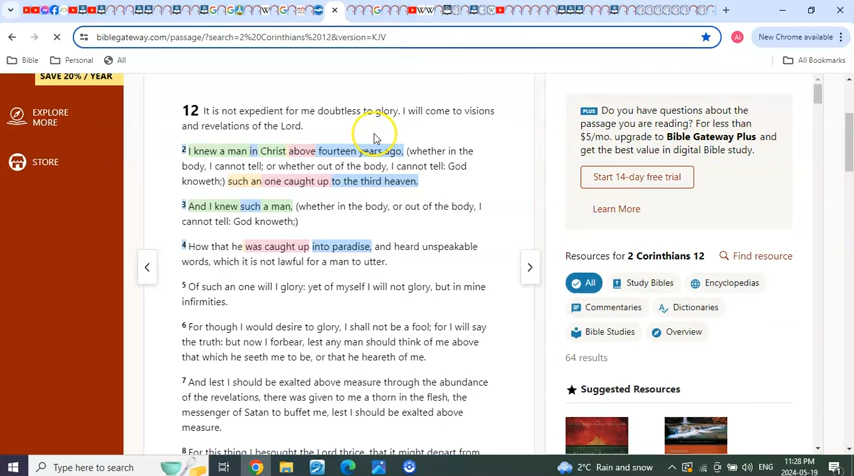 biblegateway.com/passage/?search=2%20Corinthians%2012&version=KJV
AI
New Chrome available
Bible
Personal
All
All Bookmarks
SAVE 20% / YEAR
EXPLORE
MORE
STORE
12 It is not expedient for me doubtless to glory. I will come to visions
and revelations of the Lord.
2 I knew a man in Christ above fourteen years ago, (whether in the
body, I cannot tell; or whether out of the body, I cannot tell: God
knoweth;) such an one caught up to the third heaven.
3 And I knew such a man, (whether in the body, or out of the body, I
cannot tell: God knoweth;)
4 How that he was caught up into paradise, and heard unspeakable
words, which it is not lawful for a man to utter.
5 Of such an one will I glory: yet of myself I will not glory, but in mine
infirmities.
6 For though I would desire to glory, I shall not be a fool; for I will say
the truth: but now I forbear, lest any man should think of me above
that which he seeth me to be, or that he heareth of me.
7 And lest I should be exalted above measure through the abundance
of the revelations, there was given to me a thorn in the flesh, the
messenger of Satan to buffet me, lest I should be exalted above
measure.
8 For this thing I besought the Lord thrice, that it might depart from
PLUS Do you have questions about the
passage you are reading? For less than
$5/mo. upgrade to Bible Gateway Plus and
get the best value in digital Bible study.
Start 14-day free trial
Learn More
Resources for 2 Corinthians 12
Find resource
All
Study Bibles
Encyclopedias
Commentaries
Dictionaries
Bible Studies
Overview
64 results
Suggested Resources
Type here to search
2°C Rain and snow
ENG
11:28 PM
2024-05-19